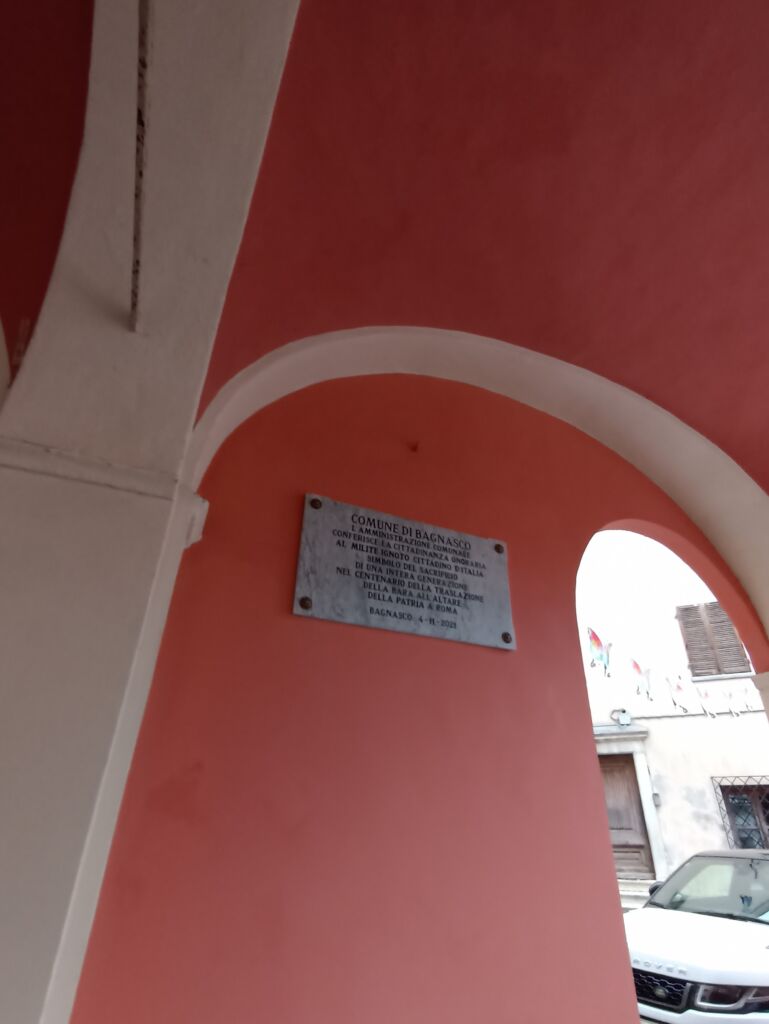 COMUNE DI BAGNASCO
L'AMMINISTRAZIONE COMUNALE
CONFERISCE LA CITTADINANZA ONORARIA
AL MILITE IGNOTO CITTADINO D'ITALIA
SIMBOLO DEL SACRIFICIO
DI UNA INTERA GENERAZIONE
NEL CENTENARIO DELLA TRASLAZIONE
DELLA BARA ALL'ALTARE
DELLA PATRIA A ROMA
BAGNASCO 4-11-2021
ROVER